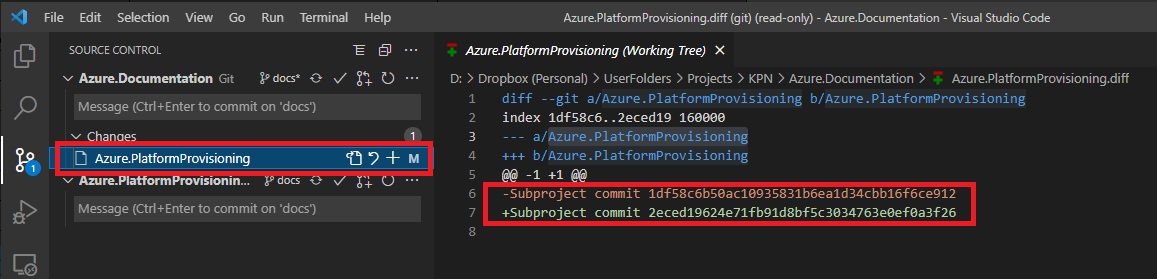 File Edit View Go Run Terminal Help
Azure.PlatformProvisioning.diff (git) (read-only) - Azure.Documentation - Visual Studio Code
SOURCE CONTROL
Azure.Documentation Git docs*
Message (Ctrl+Enter to commit on 'docs')
Changes 1
Azure.PlatformProvisioning M
Azure.PlatformProvisionin... docs
Message (Ctrl+Enter to commit on 'docs')
1
Azure.PlatformProvisioning (Working Tree)
D: > Dropbox (Personal) > UserFolders > Projects > KPN > Azure.Documentation > Azure.PlatformProvisioning.diff
1 diff --git a/Azure.PlatformProvisioning b/Azure.PlatformProvisioning
2 index 1df58c6..2eced19 160000
3 --- a/Azure.PlatformProvisioning
4 +++ b/Azure.PlatformProvisioning
5 @@ -1 +1 @@
6 -Subproject commit 1df58c6b50ac10935831b6ea1d34cbb16ff6ce912
7 +Subproject commit 2eced19624e71fb91d8bf5c3034763e0ef0a3f26
8